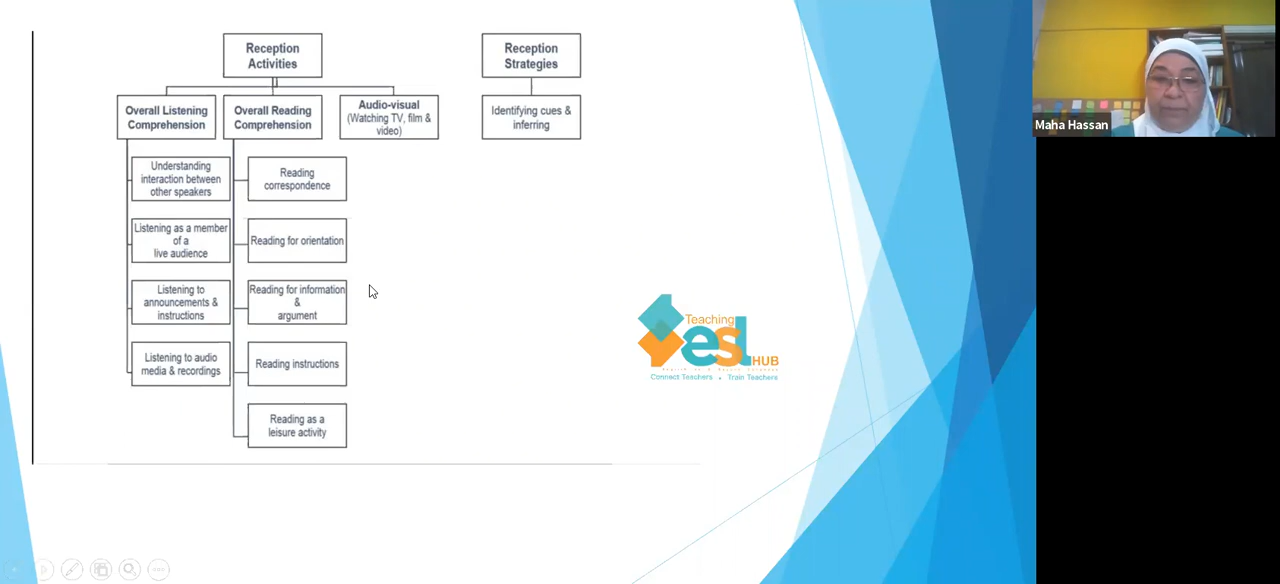 Reception
Activities
Reception
Strategies
Overall Listening
Comprehension
Overall Reading
Comprehension
Audio-visual
(Watching TV, film &
video)
Identifying cues &
inferring
Understanding
interaction between
other speakers
Listening as a member
of a
live audience
Listening to
announcements &
instructions
Listening to audio
media & recordings
Reading
correspondence
Reading for orientation
Reading for information
&
argument
Reading instructions
Reading as a
leisure activity
Teaching
esl
HUB
Connect Teachers • Train Teachers
Maha Hassan